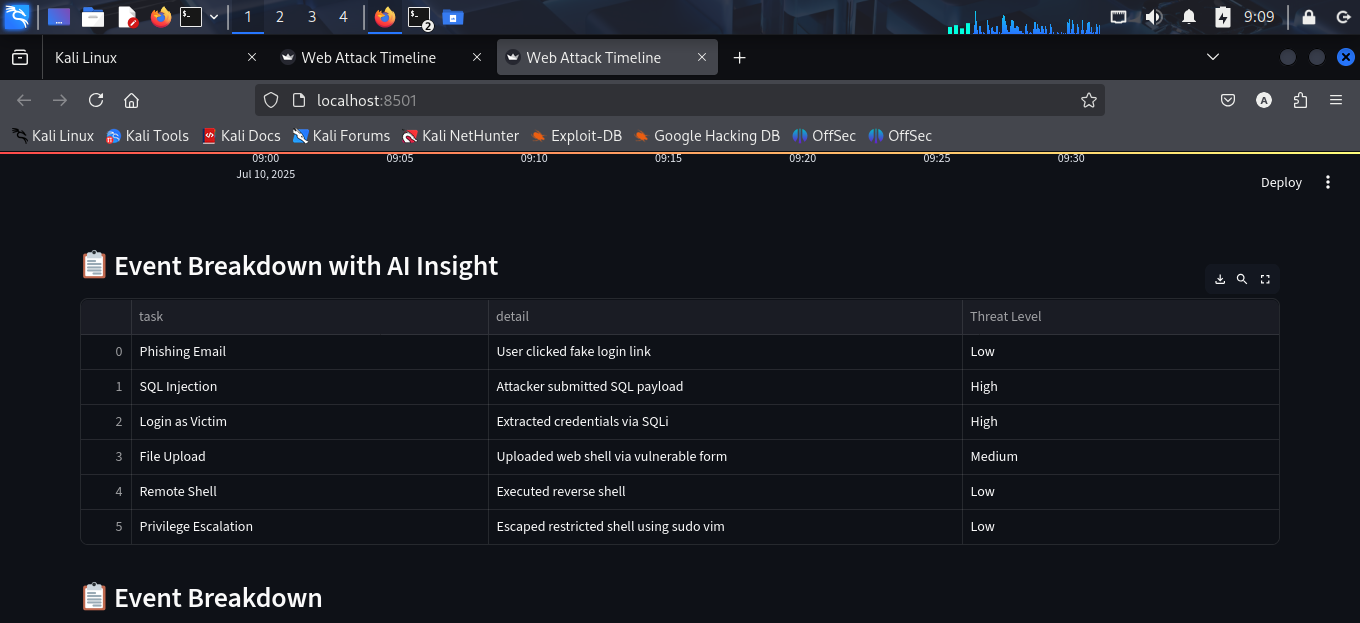 1 2 3 4 2 9:09
Kali Linux Web Attack Timeline Web Attack Timeline
A
localhost:8501
Kali Linux Kali Tools Kali Docs Kali Forums Kali NetHunter Exploit-DB Google Hacking DB OffSec OffSec
09:00 09:05 09:10 09:15 09:20 09:25 09:30
Jul 10, 2025
Deploy
Event Breakdown with AI Insight
task detail Threat Level
0 Phishing Email User clicked fake login link Low
1 SQL Injection Attacker submitted SQL payload High
2 Login as Victim Extracted credentials via SQLi High
3 File Upload Uploaded web shell via vulnerable form Medium
4 Remote Shell Executed reverse shell Low
5 Privilege Escalation Escaped restricted shell using sudo vim Low
Event Breakdown